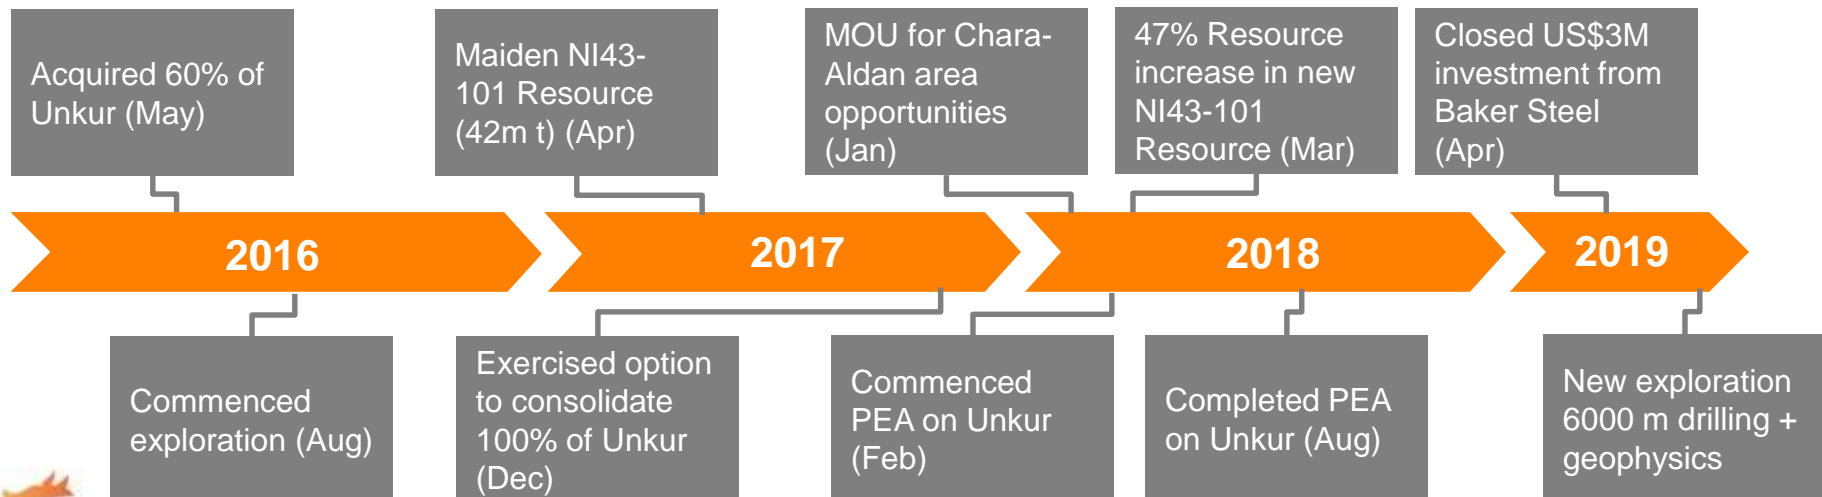 Acquired 60% of
Unkur (May)
Maiden NI43-
101 Resource
(42m t) (Apr)
MOU for Chara-
Aldan area
opportunities
(Jan)
47% Resource
increase in new
NI43-101
Resource (Mar)
Closed US$3M
investment from
Baker Steel
(Apr)
2016
2017
2018
2019
Commenced
exploration (Aug)
Exercised option
to consolidate
100% of Unkur
(Dec)
Commenced
PEA on Unkur
(Feb)
Completed PEA
on Unkur (Aug)
New exploration
6000 m drilling +
geophysics